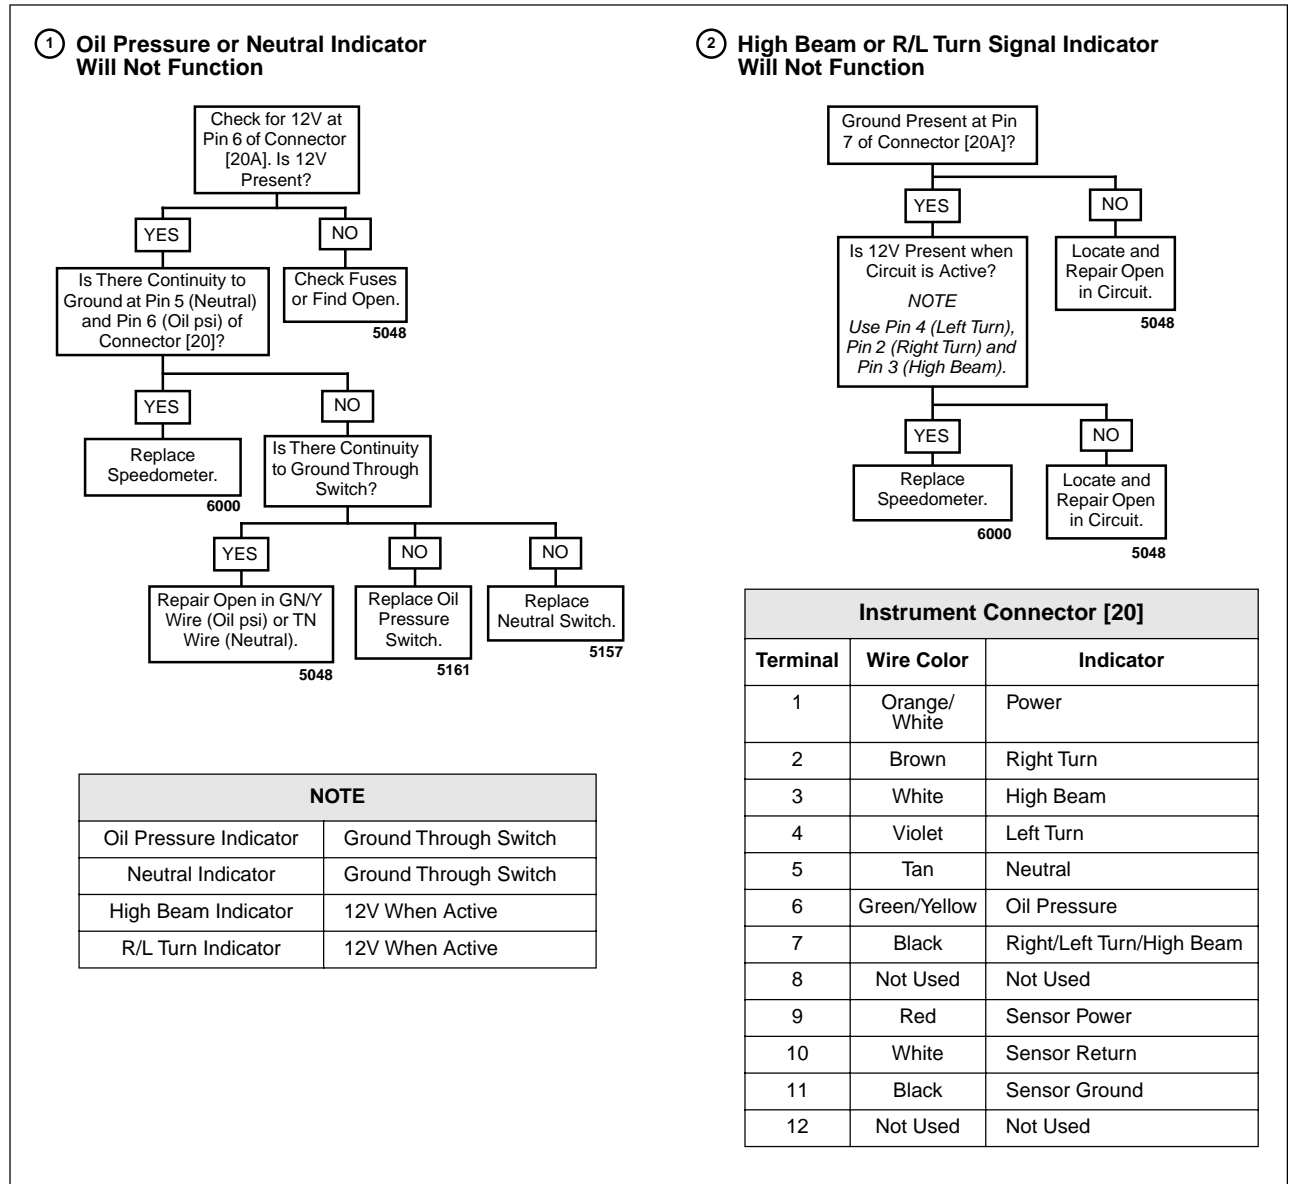 1 Oil Pressure or Neutral Indicator
Will Not Function
Check for 12V at
Pin 6 of Connector
[20A]. Is 12V
Present?
YES
NO
Is There Continuity to
Ground at Pin 5 (Neutral)
and Pin 6 (Oil psi) of
Connector [20]?
Check Fuses
or Find Open.
5048
YES
NO
Replace
Speedometer.
6000
Is There Continuity
to Ground Through
Switch?
YES
NO
NO
Repair Open in GN/Y
Wire (Oil psi) or TN
Wire (Neutral).
5048
Replace Oil
Pressure
Switch.
5161
Replace
Neutral Switch.
5157
NOTE
Oil Pressure Indicator Ground Through Switch
Neutral Indicator Ground Through Switch
High Beam Indicator 12V When Active
R/L Turn Indicator 12V When Active
2 High Beam or R/L Turn Signal Indicator
Will Not Function
Ground Present at Pin
7 of Connector [20A]?
YES
NO
Is 12V Present when
Circuit is Active?
NOTE
Use Pin 4 (Left Turn),
Pin 2 (Right Turn) and
Pin 3 (High Beam).
Locate and
Repair Open
in Circuit.
5048
YES
NO
Replace
Speedometer.
6000
Locate and
Repair Open
in Circuit.
5048
Instrument Connector [20]
Terminal Wire Color Indicator
1 Orange/ Power
White
2 Brown Right Turn
3 White High Beam
4 Violet Left Turn
5 Tan Neutral
6 Green/Yellow Oil Pressure
7 Black Right/Left Turn/High Beam
8 Not Used Not Used
9 Red Sensor Power
10 White Sensor Return
11 Black Sensor Ground
12 Not Used Not Used